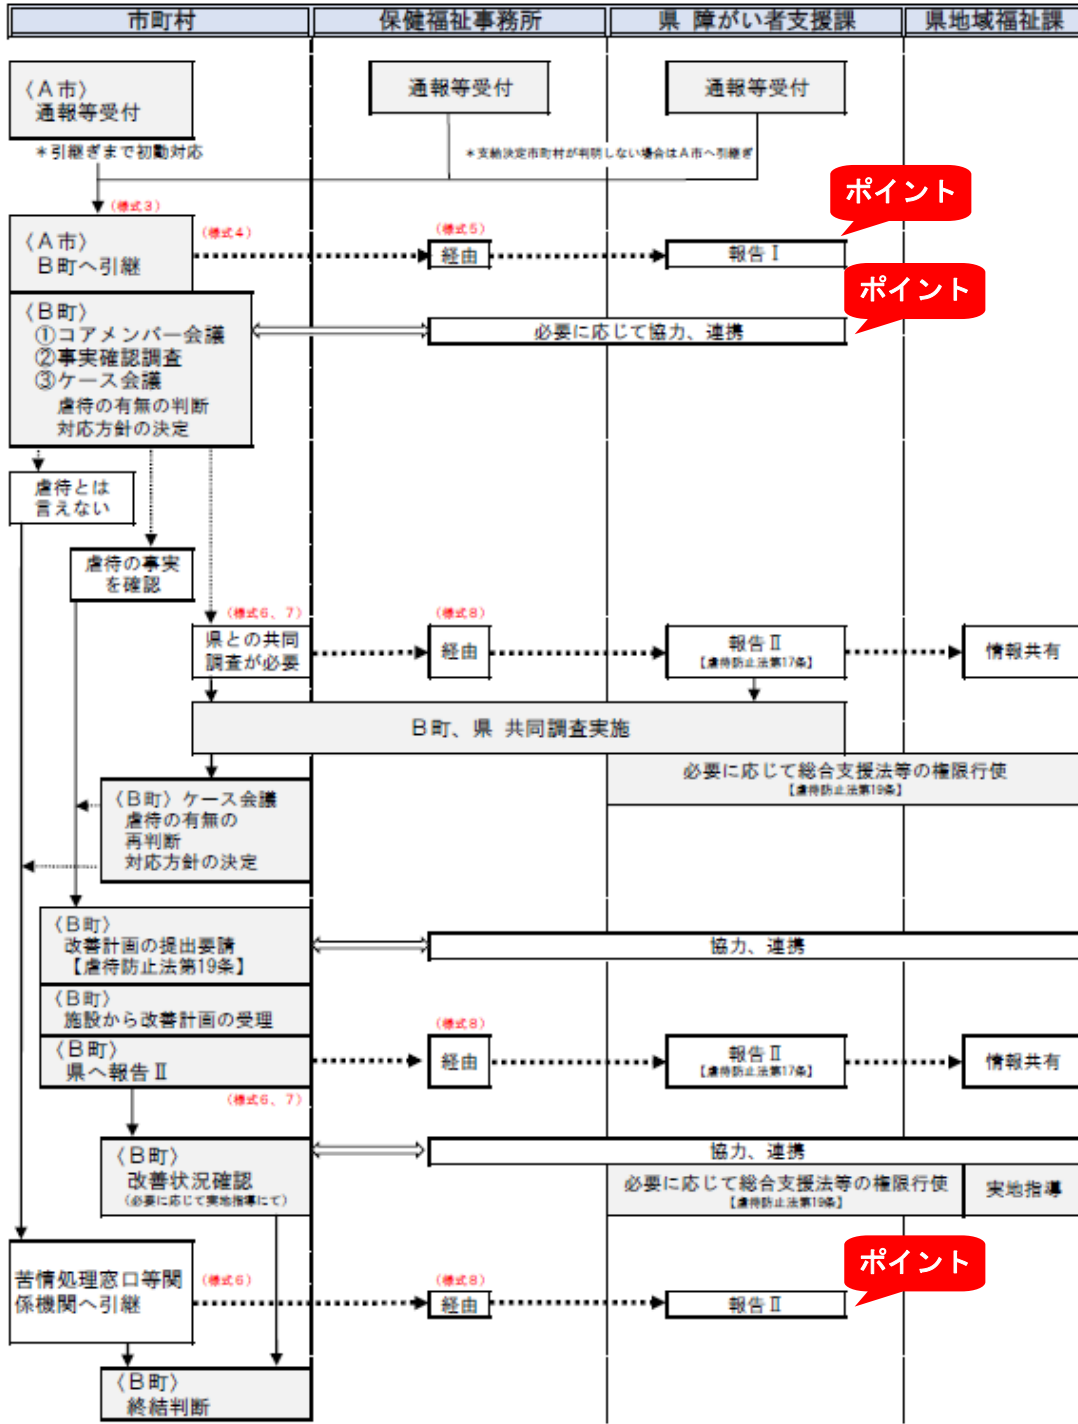 市町村
保健福祉事務所
県 障がい者支援課
県地域福祉課
〈A市〉
通報等受付
通報等受付
通報等受付
＊引継ぎまで初動対応
＊支給決定市町村が判明しない場合はA市へ引継ぎ
(様式3)
ポイント
〈A市〉
B町へ引継
(様式4)
(様式5)
経由
報告Ⅰ
ポイント
〈B町〉
①コアメンバー会議
②事実確認調査
③ケース会議
虐待の有無の判断
対応方針の決定
必要に応じて協力、連携
虐待とは
言えない
虐待の事実
を確認
(様式6、7)
(様式8)
県との共同
調査が必要
経由
報告Ⅱ
【虐待防止法第17条】
情報共有
B町、県 共同調査実施
必要に応じて総合支援法等の権限行使
【虐待防止法第19条】
〈B町〉ケース会議
虐待の有無の
再判断
対応方針の決定
〈B町〉
改善計画の提出要請
【虐待防止法第19条】
協力、連携
〈B町〉
施設から改善計画の受理
(様式8)
〈B町〉
県へ報告Ⅱ
経由
報告Ⅱ
【虐待防止法第17条】
情報共有
(様式6、7)
〈B町〉
改善状況確認
(必要に応じて実地指導にて)
協力、連携
必要に応じて総合支援法等の権限行使
【虐待防止法第19条】
実地指導
ポイント
苦情処理窓口等関
係機関へ引継
(様式6)
(様式8)
経由
報告Ⅱ
〈B町〉
終結判断